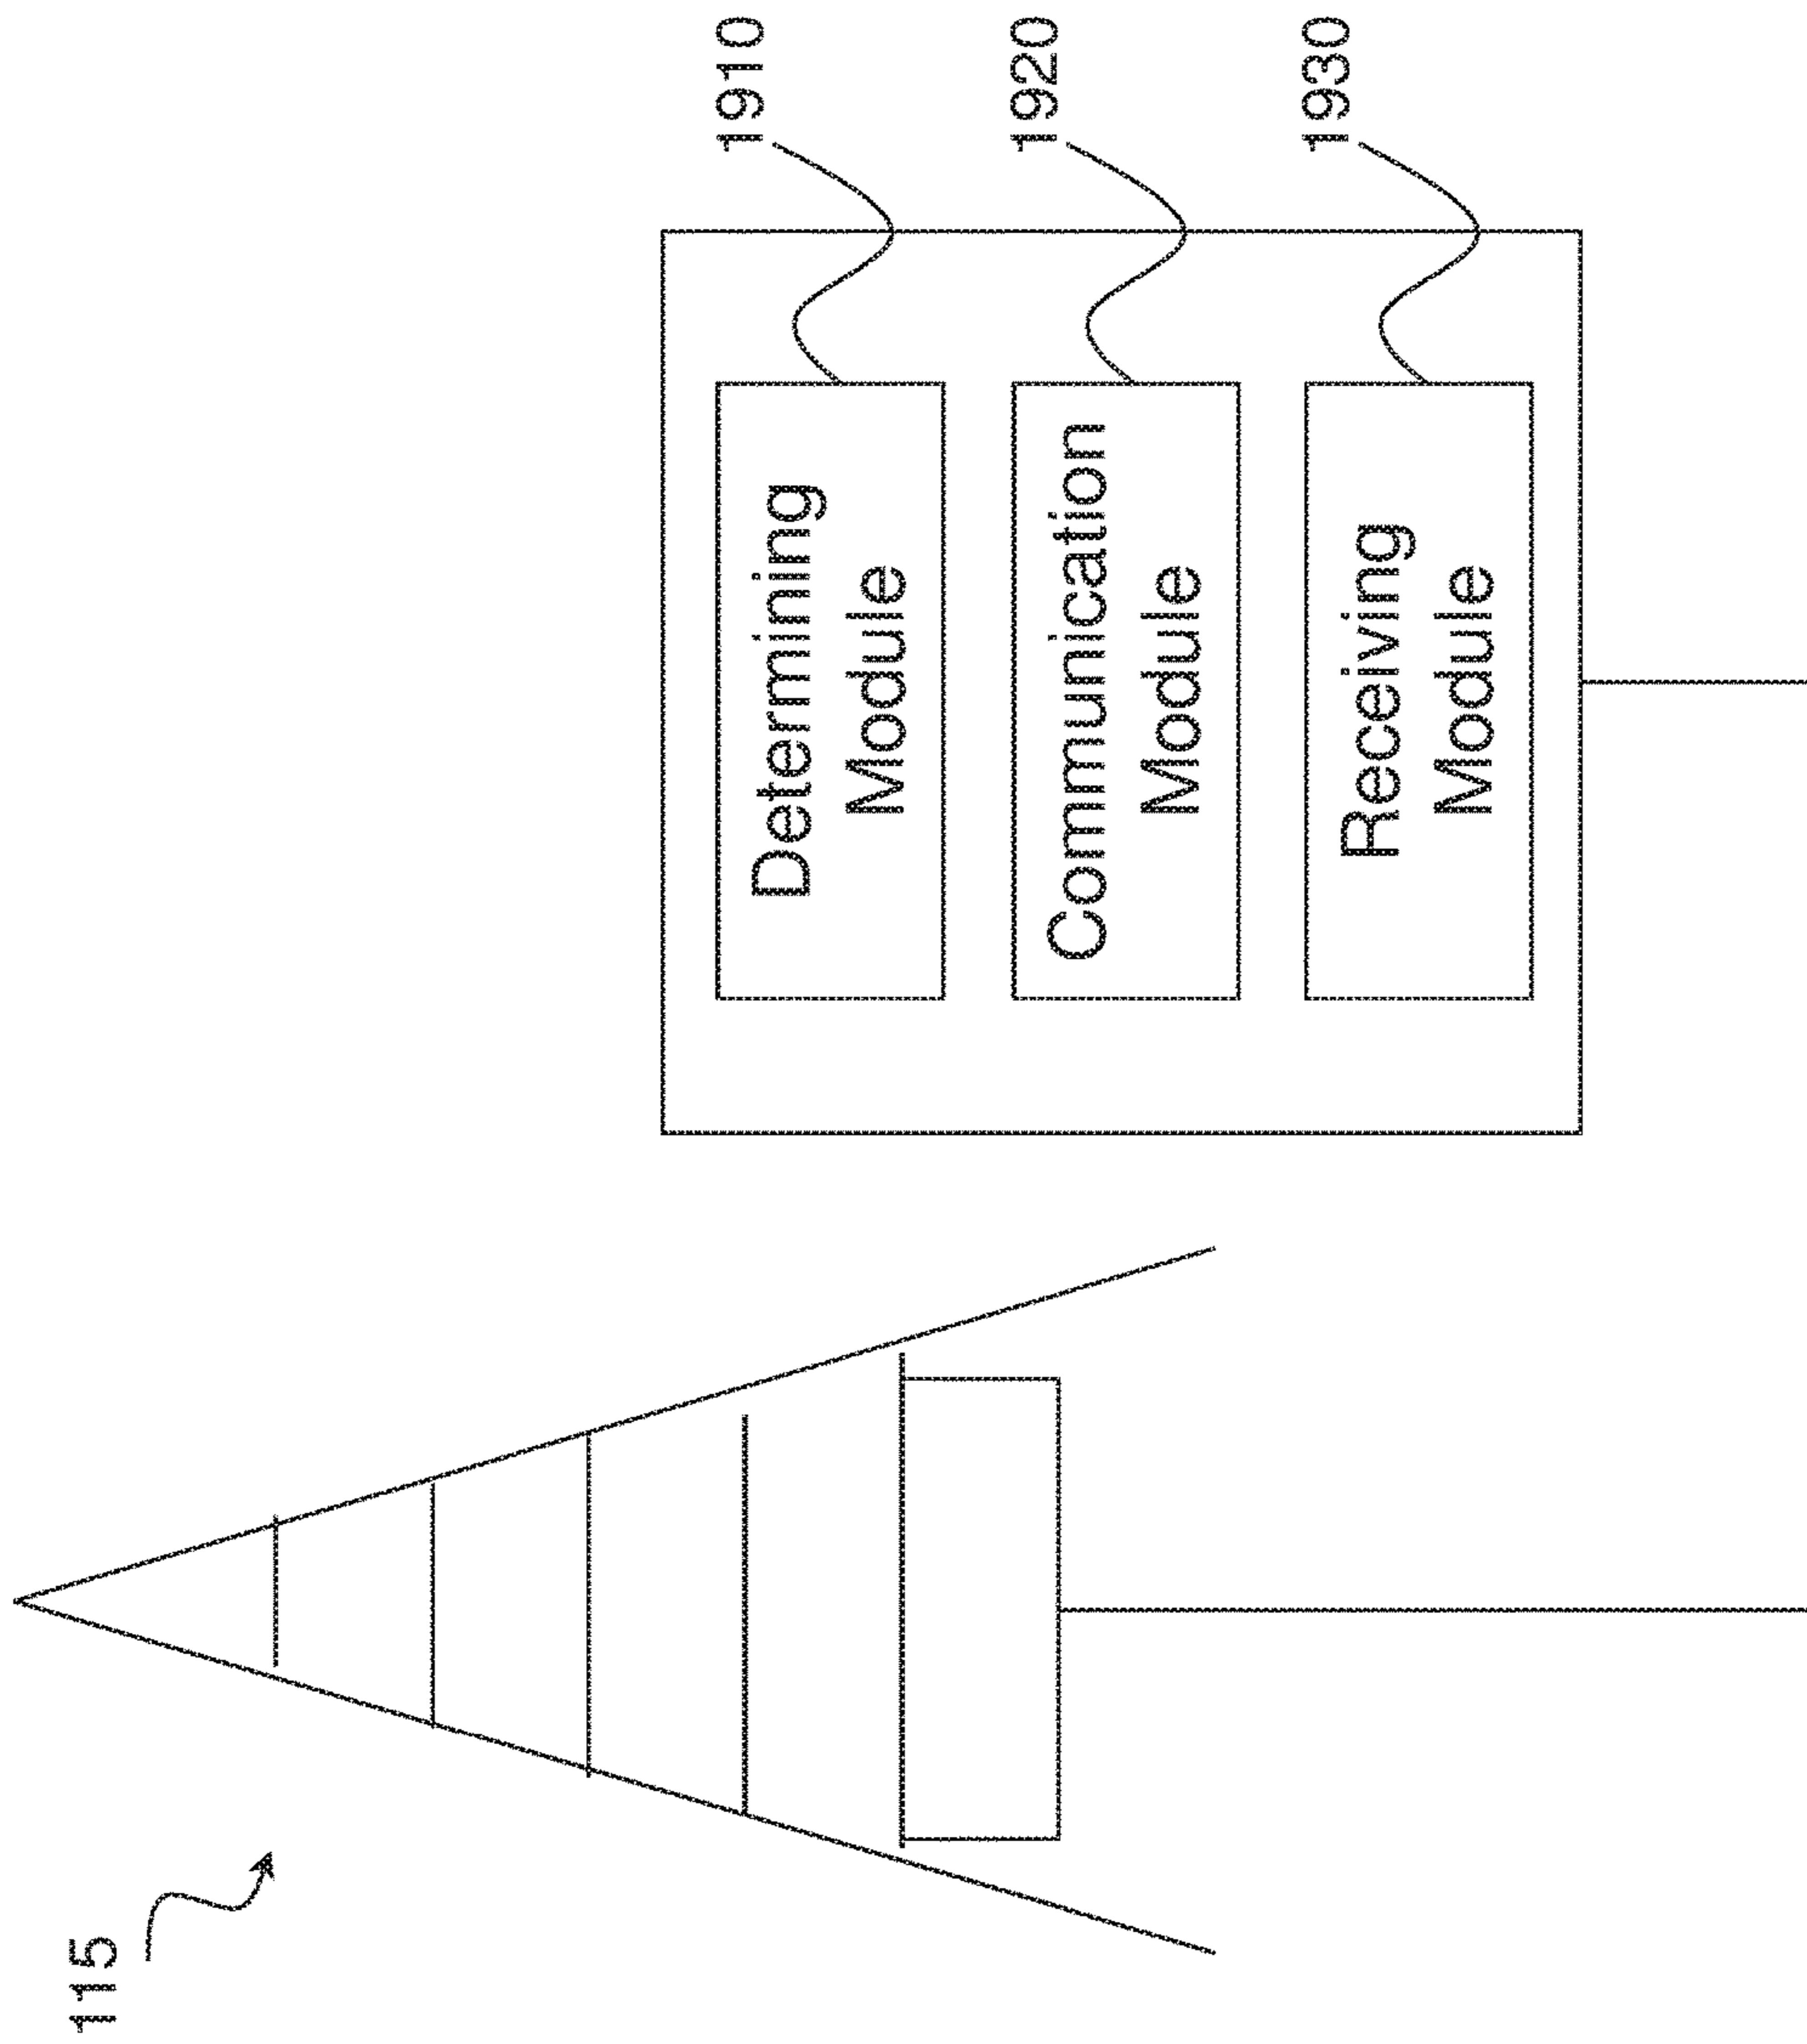 115
Determining
Module
1910
Communication
Module
1920
Receiving
Module
1930